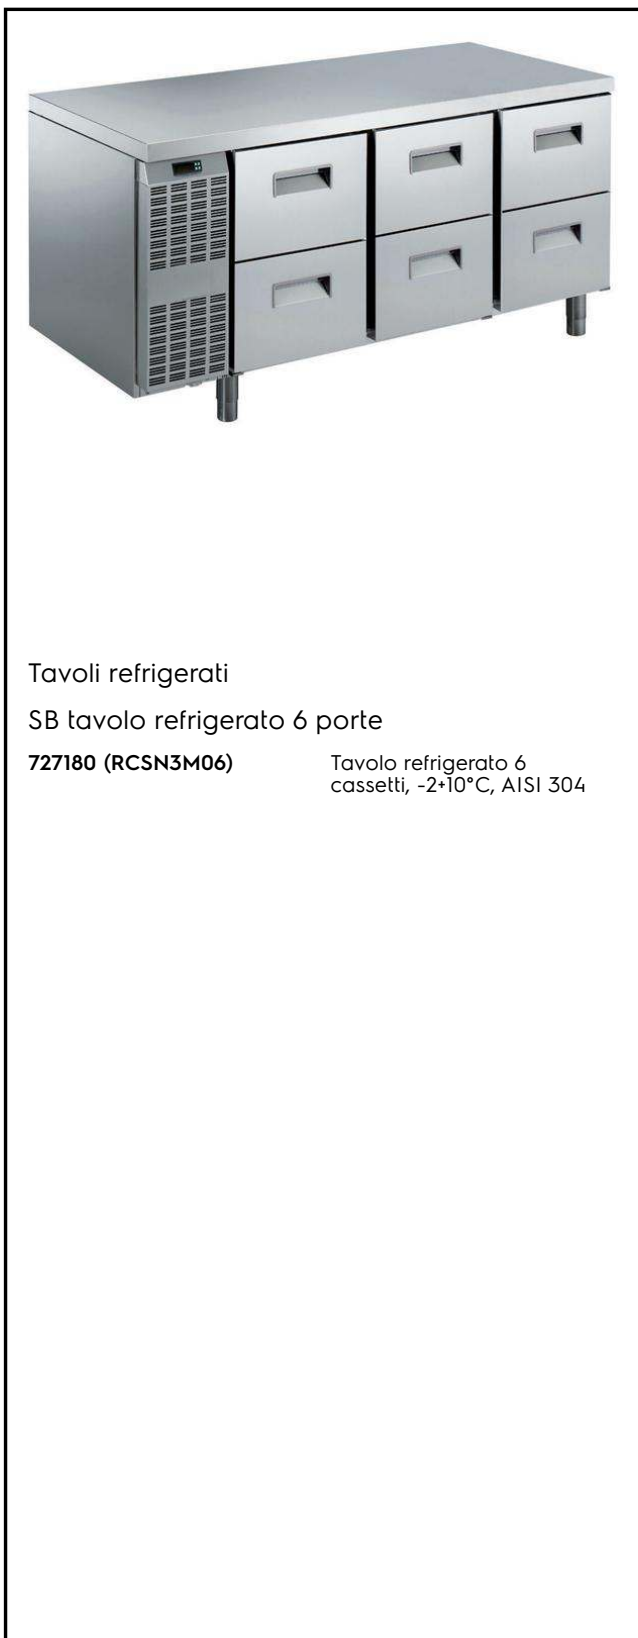 Tavoli refrigerati
SB tavolo refrigerato 6 porte
727180 (RCSN3M06)
Tavolo refrigerato 6
cassetti, -2+10°C, AISI 304